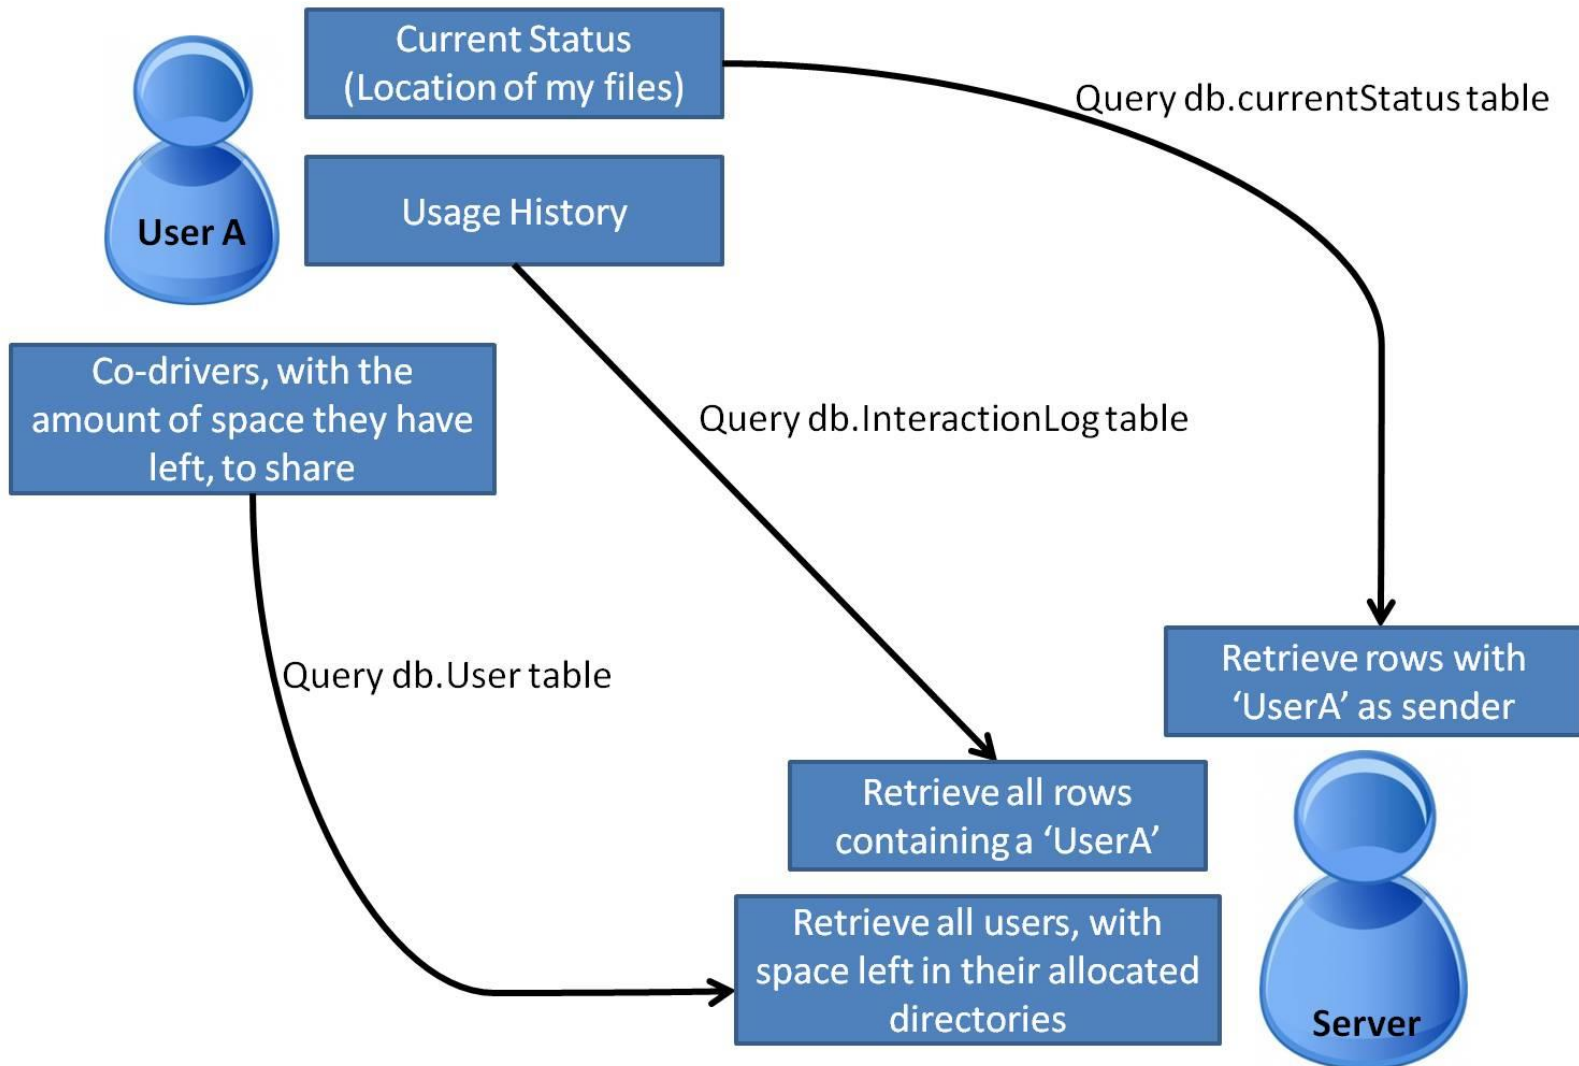 Current Status
(Location of my files)
Query db.currentStatus table
Usage History
User A
Co-drivers, with the
amount of space they have
left, to share
Query db.InteractionLog table
Query db.User table
Retrieve rows with
‘UserA’ as sender
Retrieve all rows
containing a ‘UserA’
Retrieve all users, with
space left in their allocated
directories
Server